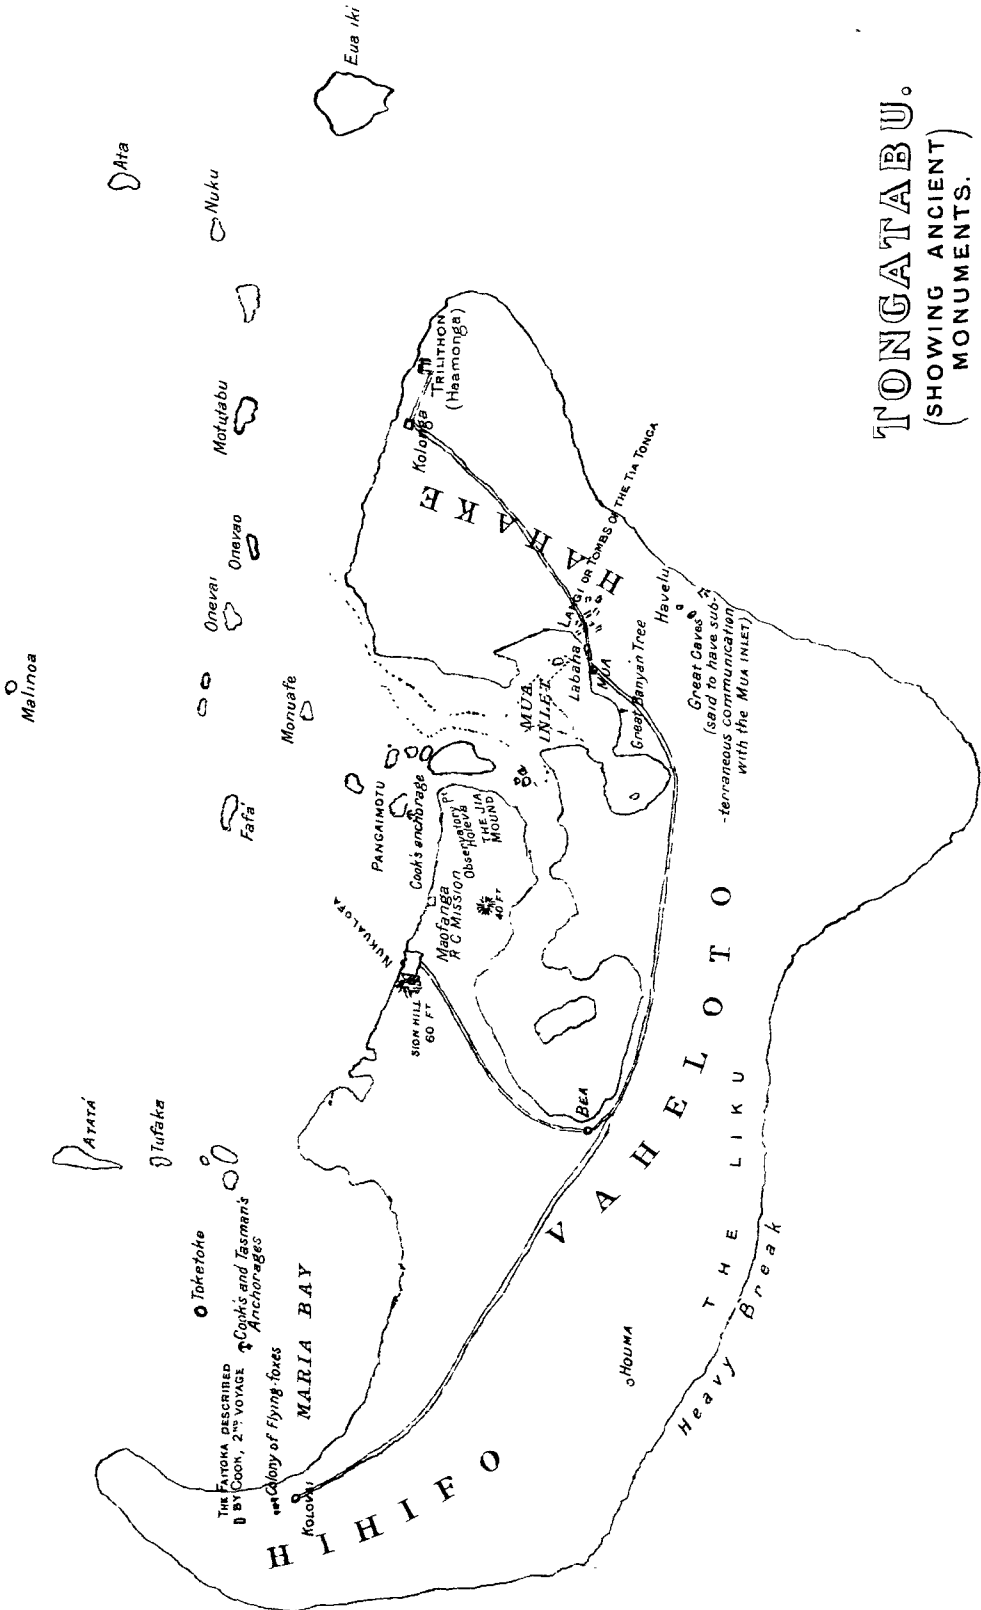 TONGATABU.
(SHOWING ANCIENT
MONUMENTS.)
Malinoa
ATATÁ
Tufaka
Toketoke
Fafa'
Monuafe
Onevai
Onevao
Motutabu
Nuku
Ata
Eua iki
THE FAITOKA DESCRIBED
BY COOK, 2ND VOYAGE
Cook's and Tasman's
Anchorages
Colony of Flying-foxes
MARIA BAY
KOLOVAI
HIHIFO
NUKUALOFA
SION HILL
60 FT
PANGAIMOTU
Cook's anchorage
Maofanga
R C Mission
Observatory Pt
Holeva
THE JIA
MOUND
40 FT
MUA
INLET
Kolonga
TRILITHON
(Haamonga)
HAHAKE
LANGI OR TOMBS OF THE TIA TONGA
Labaha
MUA
Great Banyan Tree
Havelu
Great Caves
(said to have sub-
-terraneous communication
with the MUA INLET)
BEA
VAHELOTO
HOUMA
THE LIKU
Heavy Break